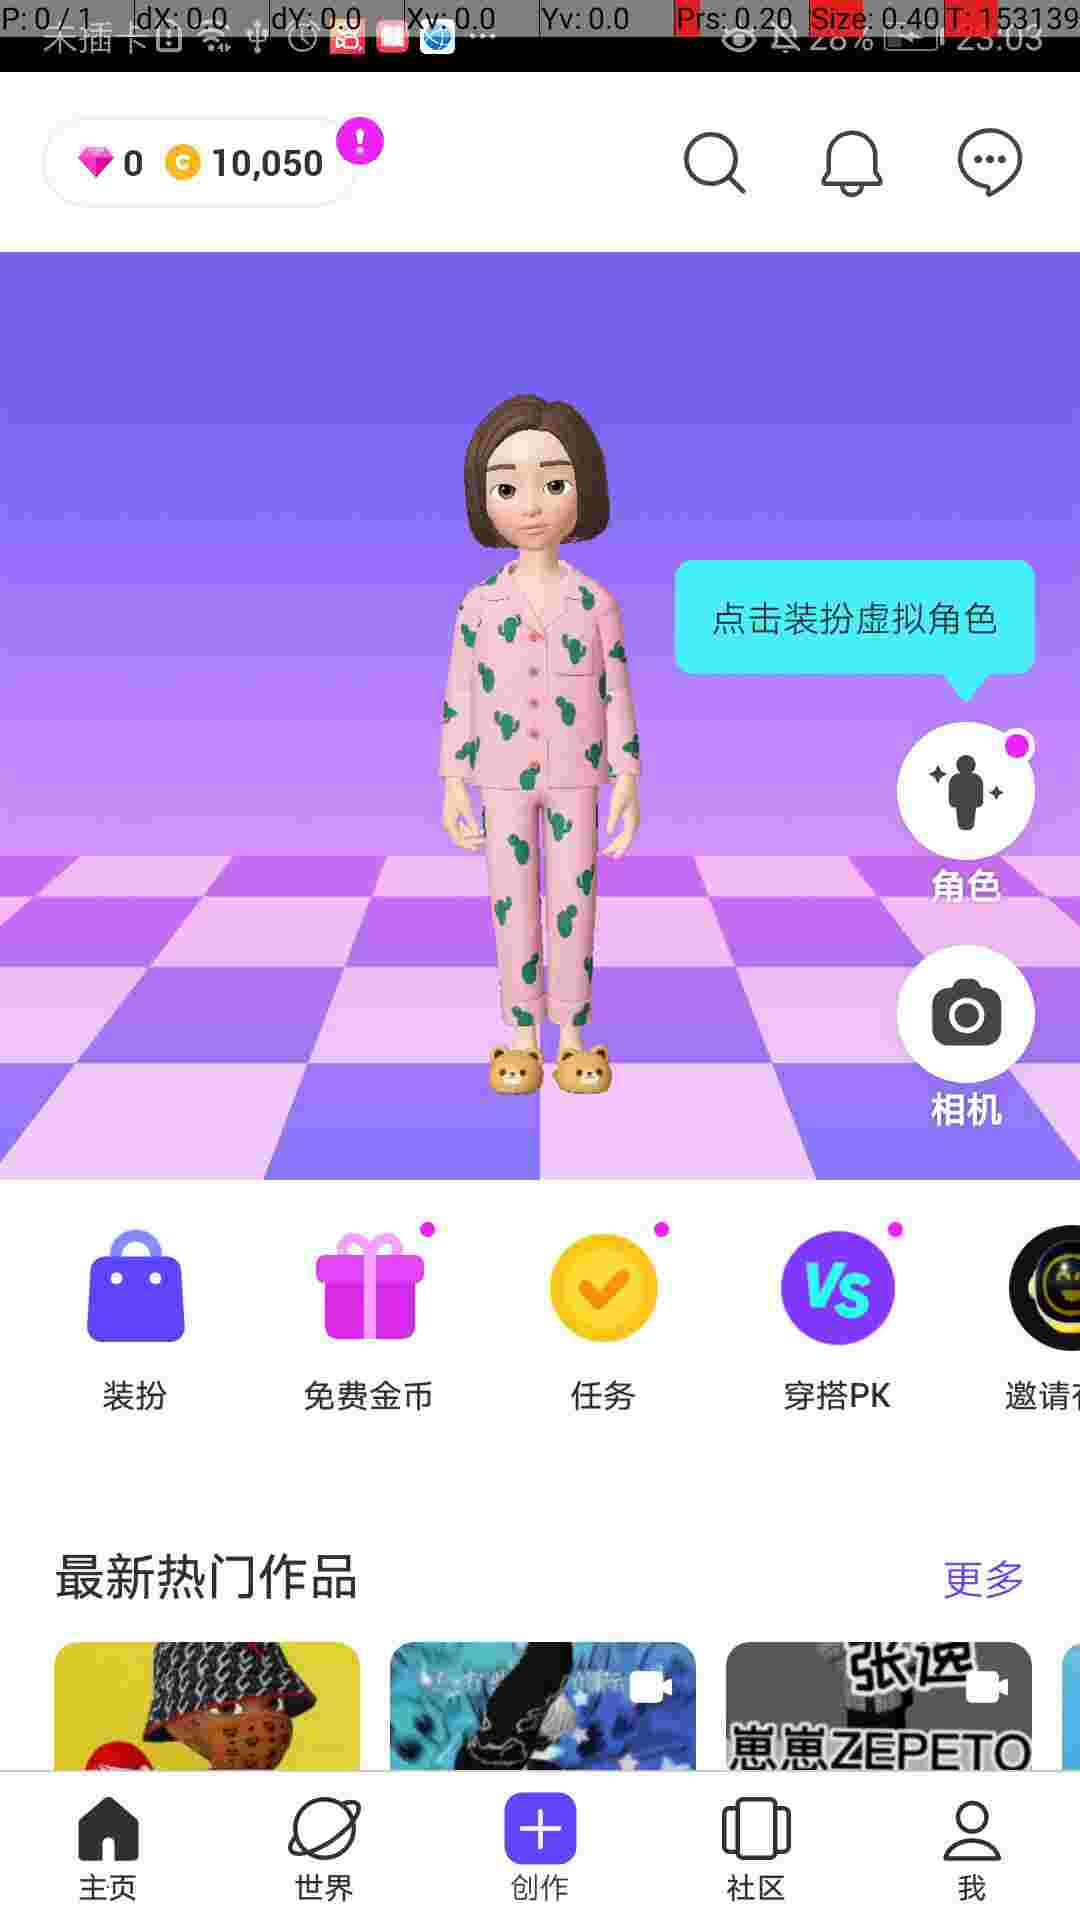 P: 0 / 1 dX: 0.0 dY: 0.0 Xv: 0.0 Yv: 0.0 Prs: 0.20 Size: 0.40 T: 153139
未插卡 28% 23:03
0 10,050
点击装扮虚拟角色
角色
相机
装扮 免费金币 任务 VS 穿搭PK 邀请
最新热门作品 更多
张逸
崽崽ZEPETO
主页 世界 创作 社区 我